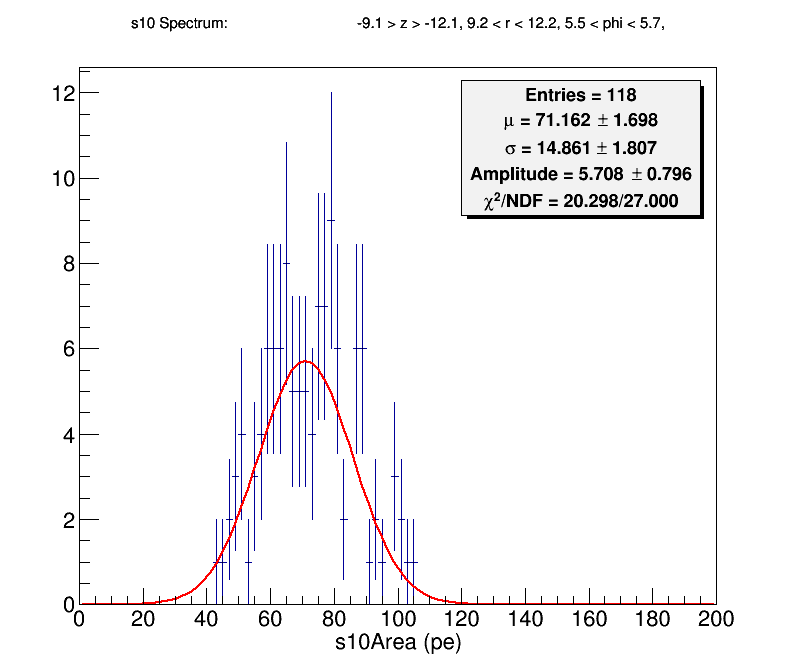 s10 Spectrum: -9.1 > z > -12.1, 9.2 < r < 12.2, 5.5 < phi < 5.7,
Entries = 118
μ = 71.162 ± 1.698
σ = 14.861 ± 1.807
Amplitude = 5.708 ± 0.796
χ²/NDF = 20.298/27.000
12
10
8
6
4
2
0
0 20 40 60 80 100 120 140 160 180 200
s10Area (pe)